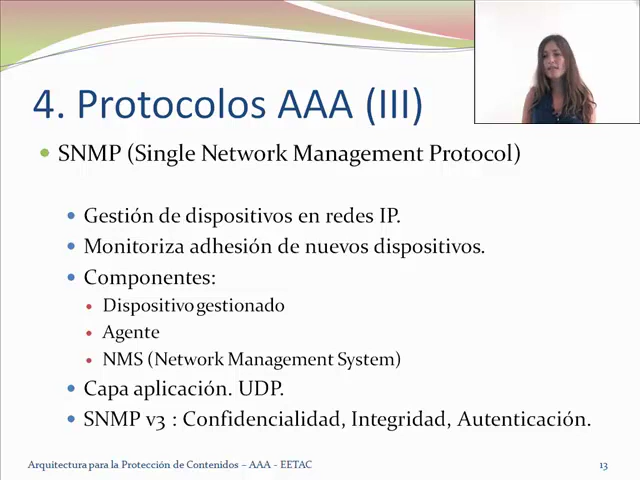 4. Protocolos AAA (III)
SNMP (Single Network Management Protocol)
Gestión de dispositivos en redes IP.
Monitoriza adhesión de nuevos dispositivos.
Componentes:
Dispositivo gestionado
Agente
NMS (Network Management System)
Capa aplicación. UDP.
SNMP v3 : Confidencialidad, Integridad, Autenticación.
Arquitectura para la Protección de Contenidos – AAA - EETAC
13